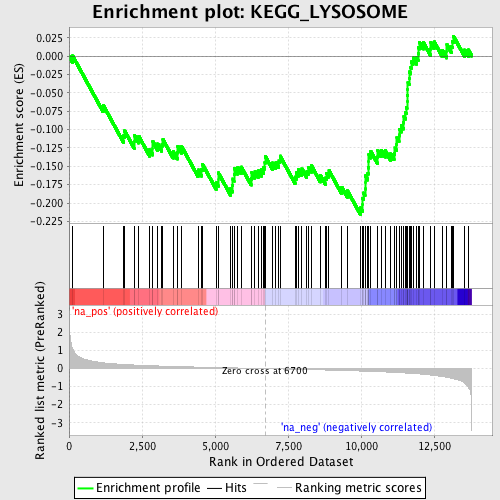 Enrichment plot: KEGG_LYSOSOME
Enrichment score (ES)
0.025
0.000
-0.025
-0.050
-0.075
-0.100
-0.125
-0.150
-0.175
-0.200
-0.225
'na_pos' (positively correlated)
Ranked list metric (PreRanked)
3
2
1
0
-1
-2
-3
Zero cross at 6700
'na_neg' (negatively correlated)
0
2,500
5,000
7,500
10,000
12,500
Rank in Ordered Dataset
Enrichment profile
Hits
Ranking metric scores